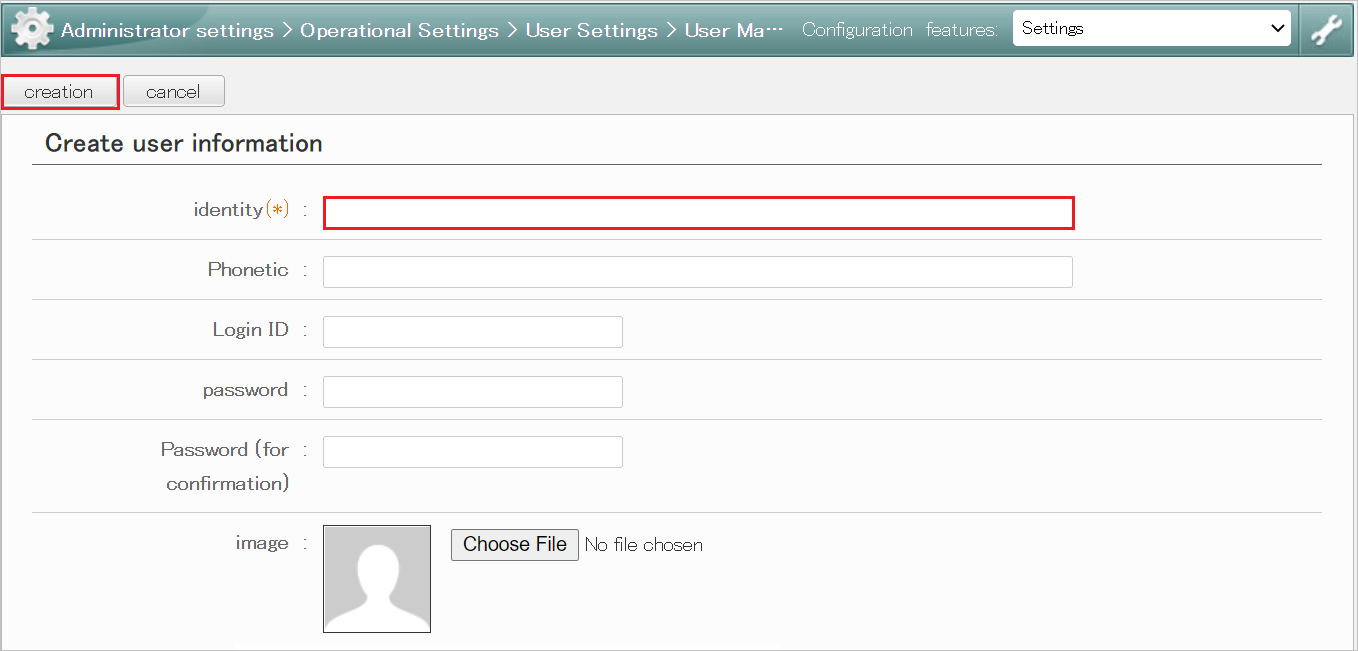 Administrator settings > Operational Settings > User Settings > User Ma… Configuration features: Settings
creation cancel
Create user information
identity(*) :
Phonetic :
Login ID :
password :
Password (for :
confirmation)
image : Choose File No file chosen